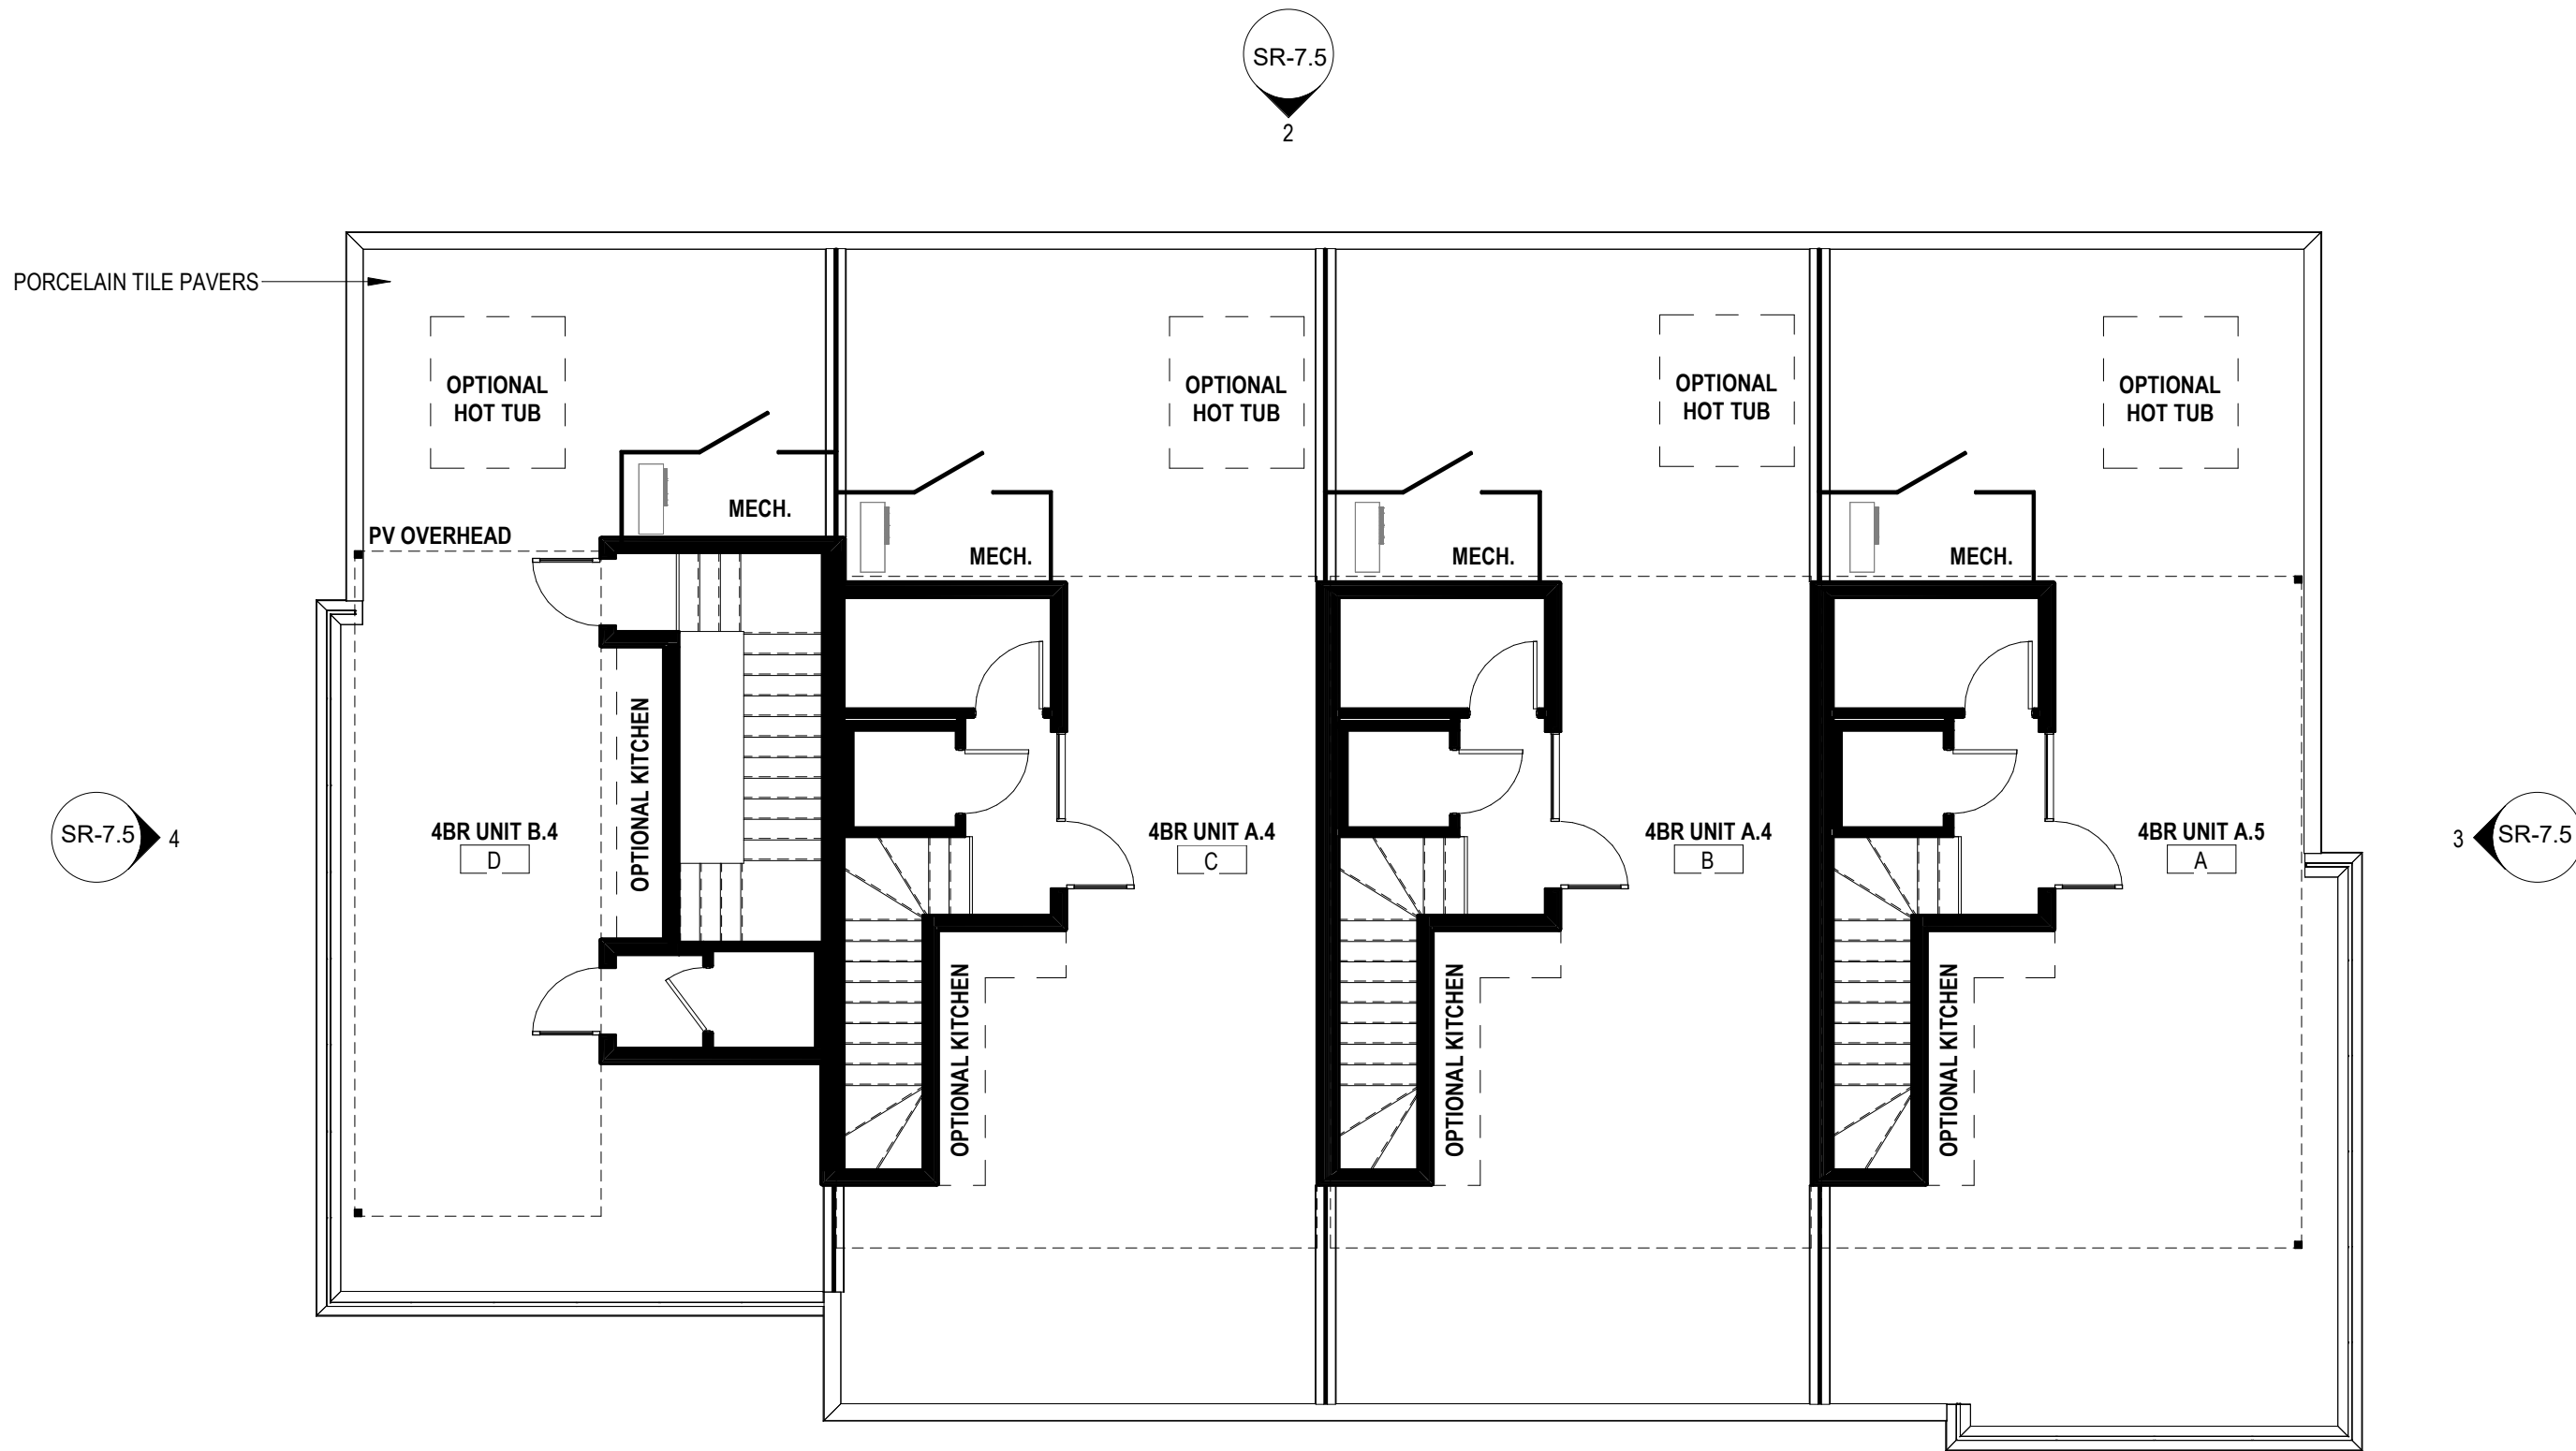 SR-7.5
2
PORCELAIN TILE PAVERS
OPTIONAL
HOT TUB
OPTIONAL
HOT TUB
OPTIONAL
HOT TUB
OPTIONAL
HOT TUB
MECH.
PV OVERHEAD
MECH.
MECH.
MECH.
OPTIONAL KITCHEN
SR-7.5
4
4BR UNIT B.4
D
4BR UNIT A.4
C
4BR UNIT A.4
B
4BR UNIT A.5
A
3
SR-7.5
OPTIONAL KITCHEN
OPTIONAL KITCHEN
OPTIONAL KITCHEN